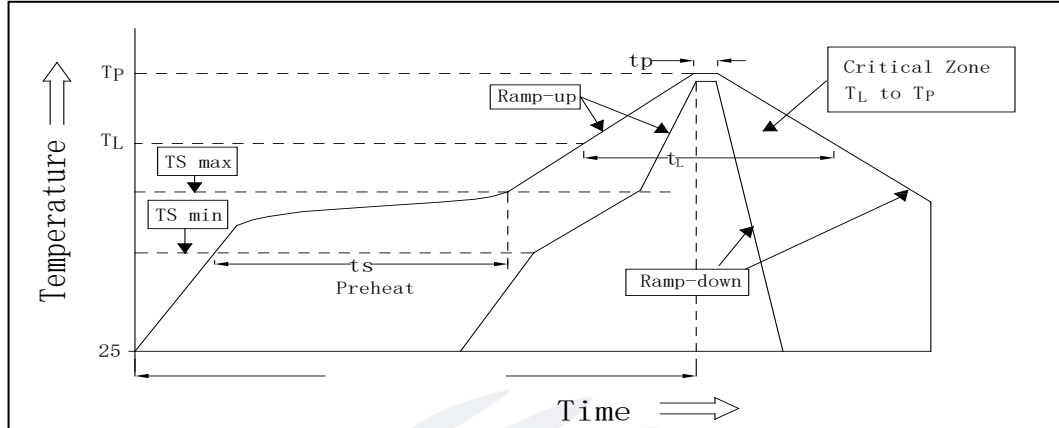 tp
TP
Critical Zone
TL to TP
Ramp-up
TL
tL
TS max
TS min
ts
Preheat
Ramp-down
Temperature
25
Time